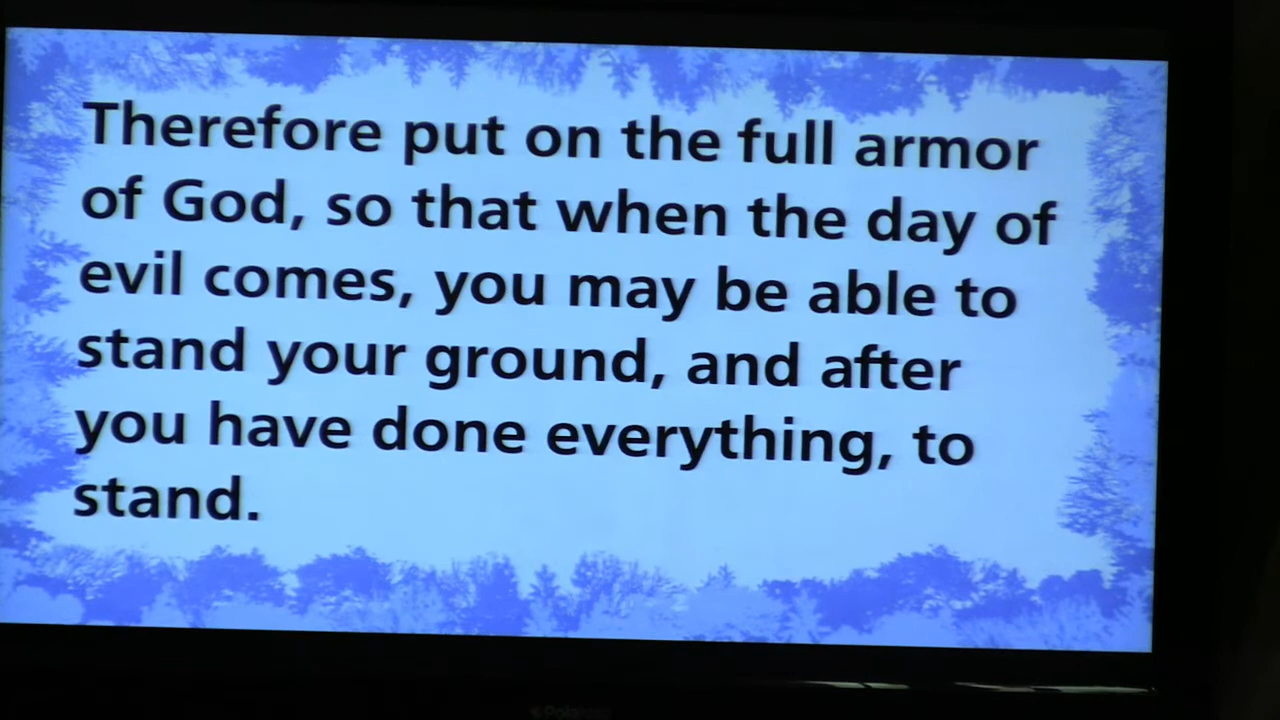 Therefore put on the full armor
of God, so that when the day of
evil comes, you may be able to
stand your ground, and after
you have done everything, to
stand.